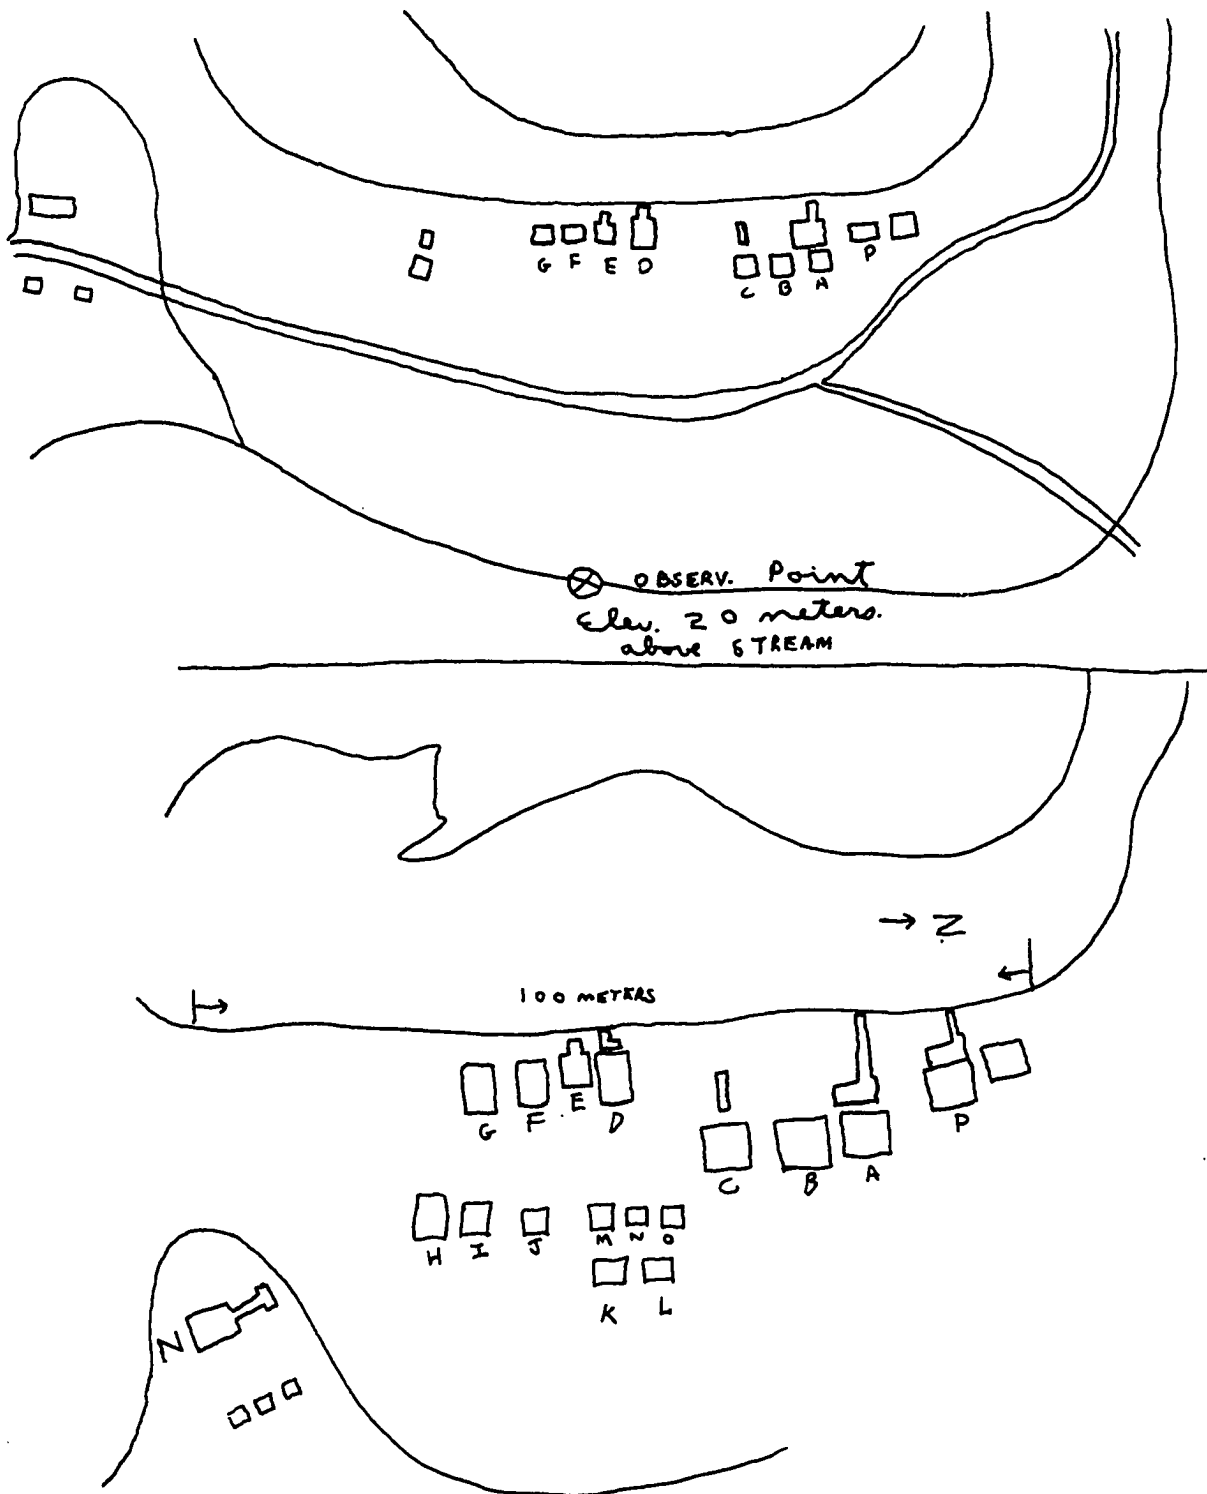 G F E D
C B A
P
OBSERV. Point
Elev. 20 meters.
above STREAM
→ N
100 METERS
G F E D
C B A
P
H I J
M N O
K L
N